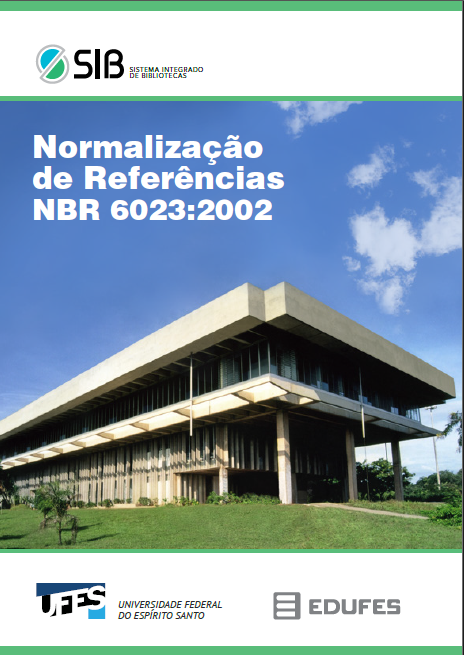 SIB
SISTEMA INTEGRADO
DE BIBLIOTECAS
Normalização
de Referências
NBR 6023:2002
UFES
UNIVERSIDADE FEDERAL
DO ESPÍRITO SANTO
EDUFES